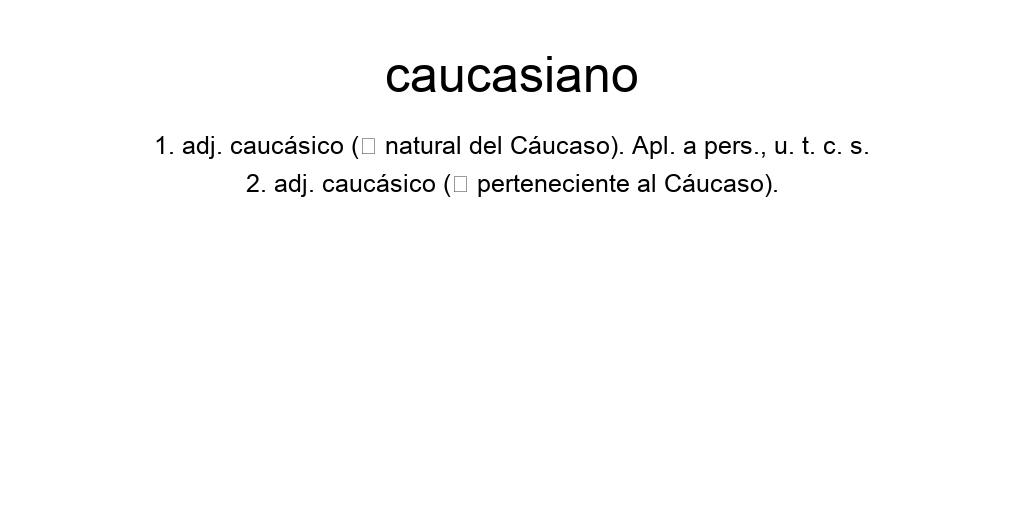 caucasiano
1. adj. caucásico (□ natural del Cáucaso). Apl. a pers., u. t. c. s.
2. adj. caucásico (□ perteneciente al Cáucaso).